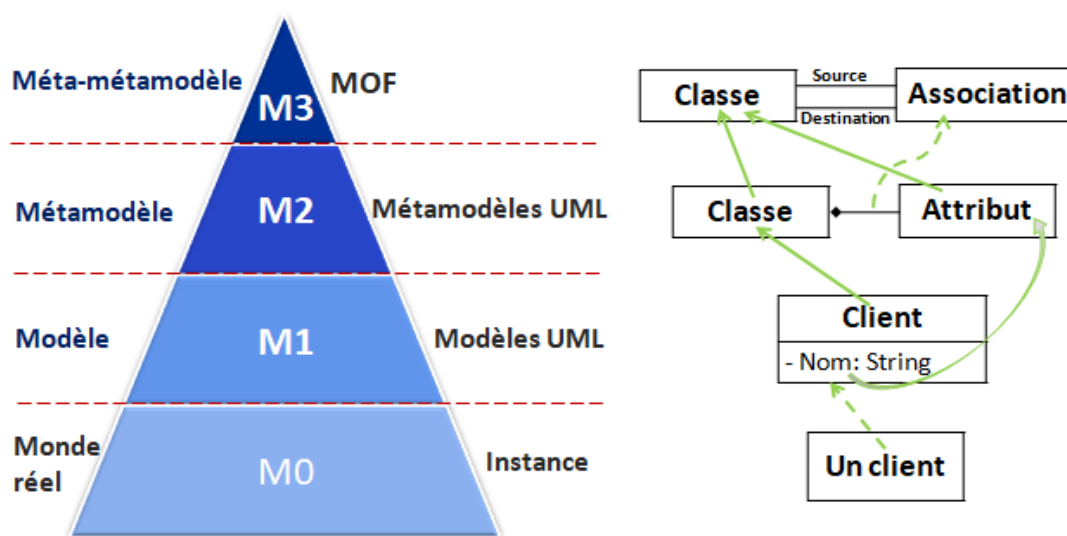 Méta-métamodèle
M3
MOF
Métamodèle
M2
Métamodèles UML
Modèle
M1
Modèles UML
Monde
réel
M0
Instance
Classe
Source
Destination
Association
Classe
Attribut
Client
- Nom: String
Un client